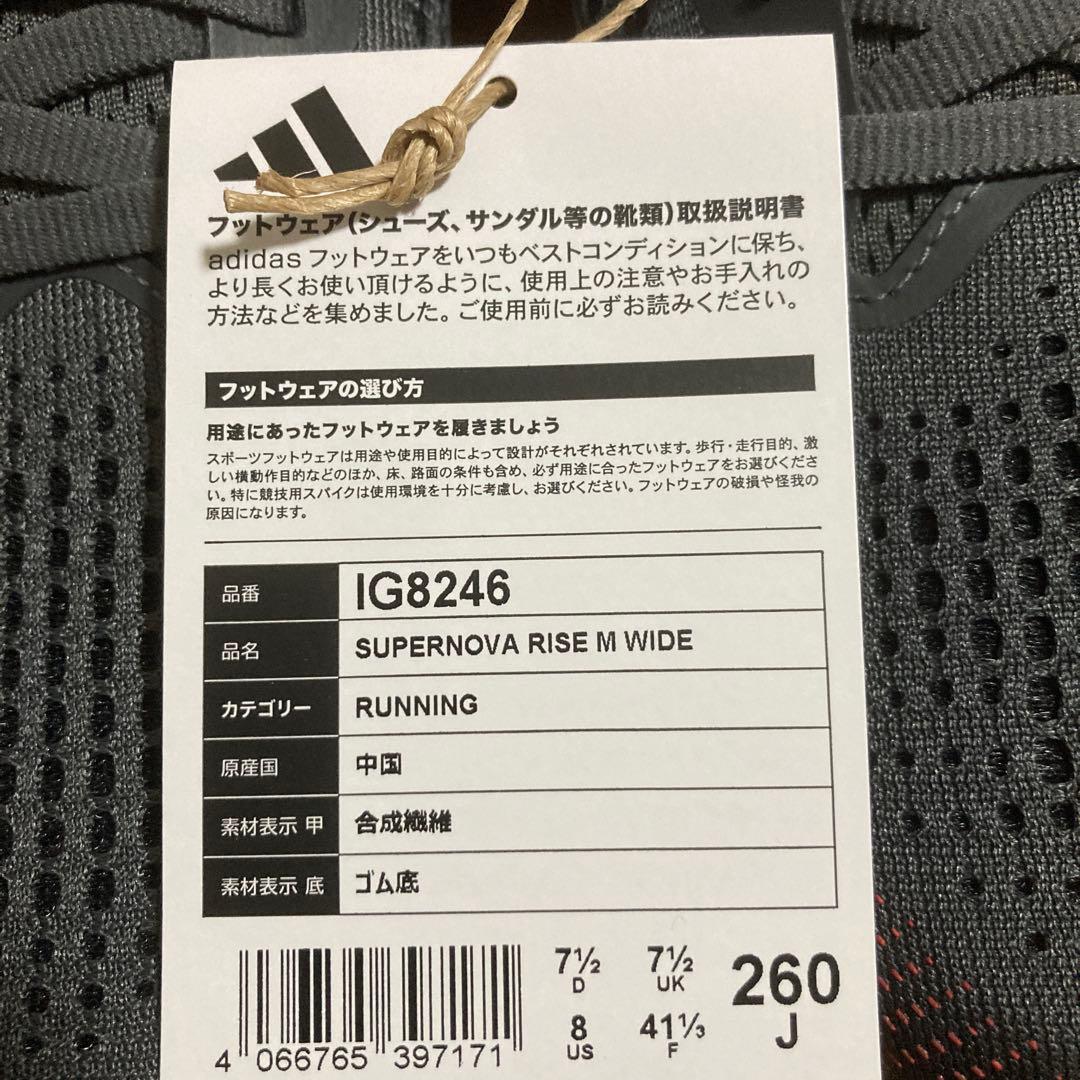 フットウェア(シューズ、サンダル等の靴類)取扱説明書
adidas フットウェアをいつもベストコンディションに保ち、
より長くお使い頂けるように、使用上の注意やお手入れの
方法などを集めました。ご使用前に必ずお読みください。
フットウェアの選び方
用途にあったフットウェアを履きましょう
スポーツフットウェアは用途や使用目的によって設計がそれぞれされています。歩行・走行目的、激
しい横動作目的などのほか、床、路面の条件も含め、必ず用途に合ったフットウェアをお選びくださ
い。特に競技用スパイクは使用環境を十分に考慮し、お選びください。フットウェアの破損や怪我の
原因になります。
品番 IG8246
品名 SUPERNOVA RISE M WIDE
カテゴリー RUNNING
原産国 中国
素材表示 甲 合成繊維
素材表示 底 ゴム底
7½ 7½ 260
D UK J
8 41⅓
US F
4 066765 397171